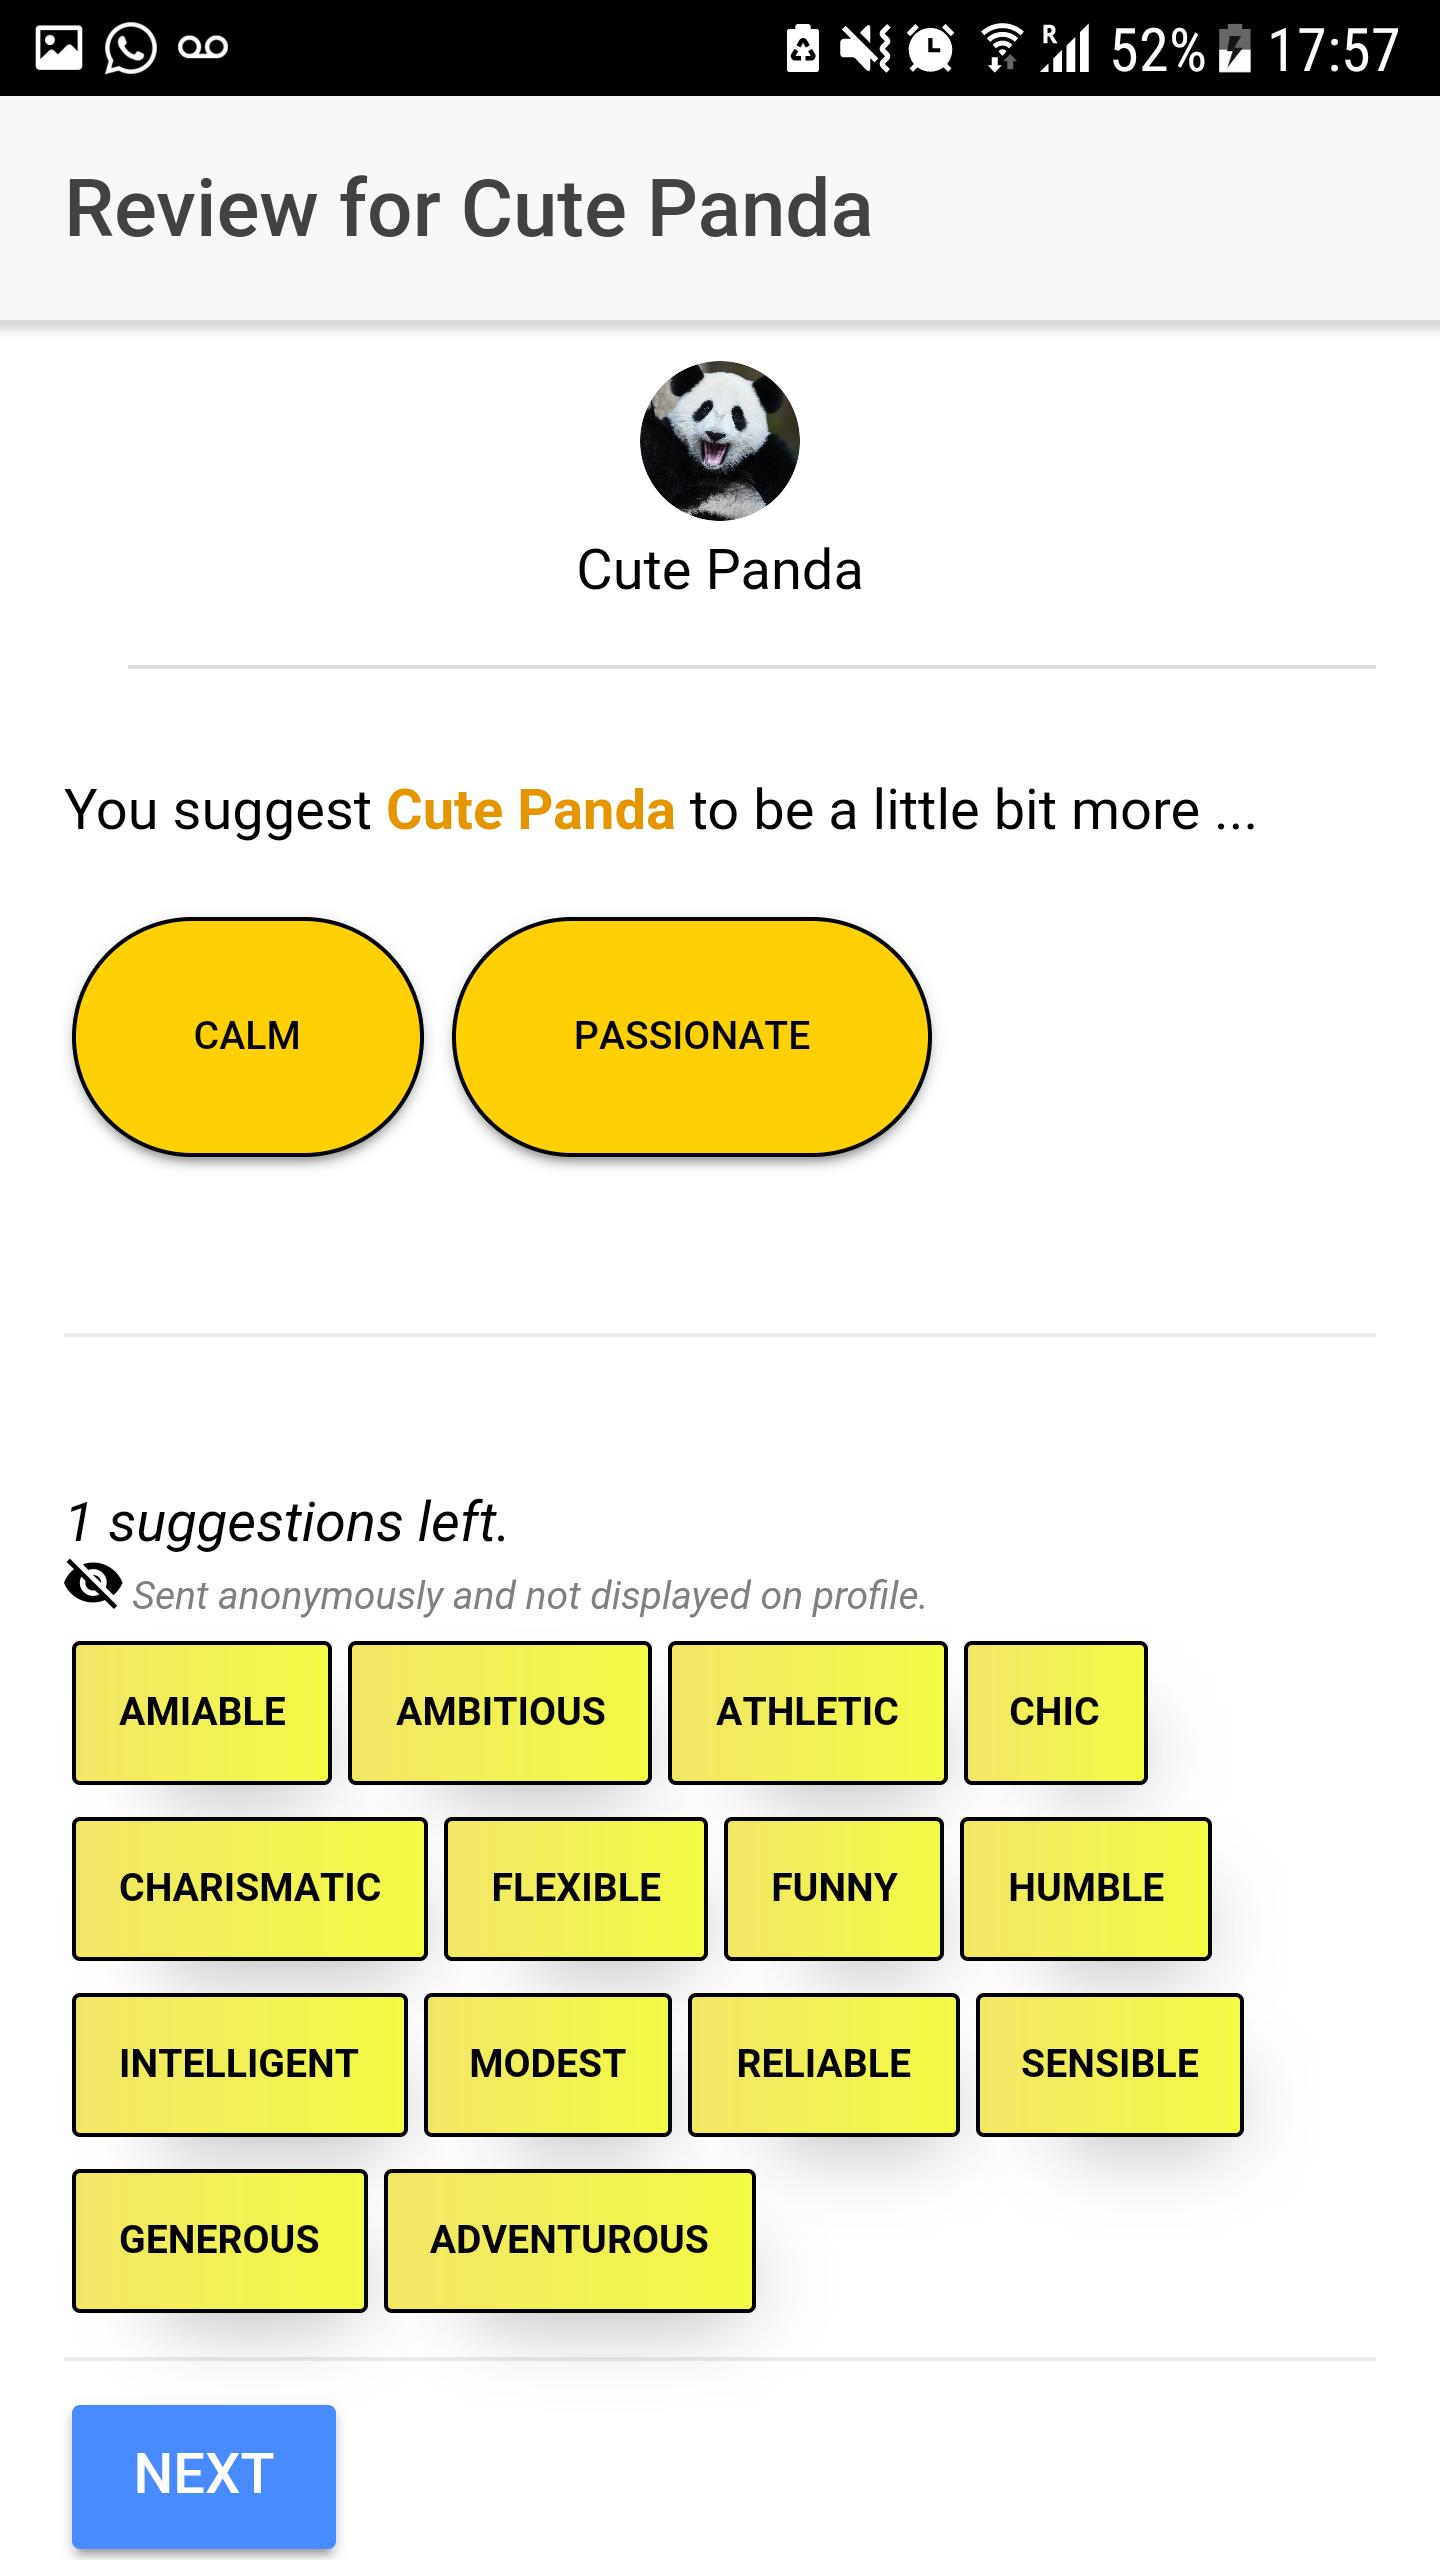 R 52% 17:57
Review for Cute Panda
Cute Panda
You suggest Cute Panda to be a little bit more ...
CALM PASSIONATE
1 suggestions left.
Sent anonymously and not displayed on profile.
AMIABLE AMBITIOUS ATHLETIC CHIC
CHARISMATIC FLEXIBLE FUNNY HUMBLE
INTELLIGENT MODEST RELIABLE SENSIBLE
GENEROUS ADVENTUROUS
NEXT